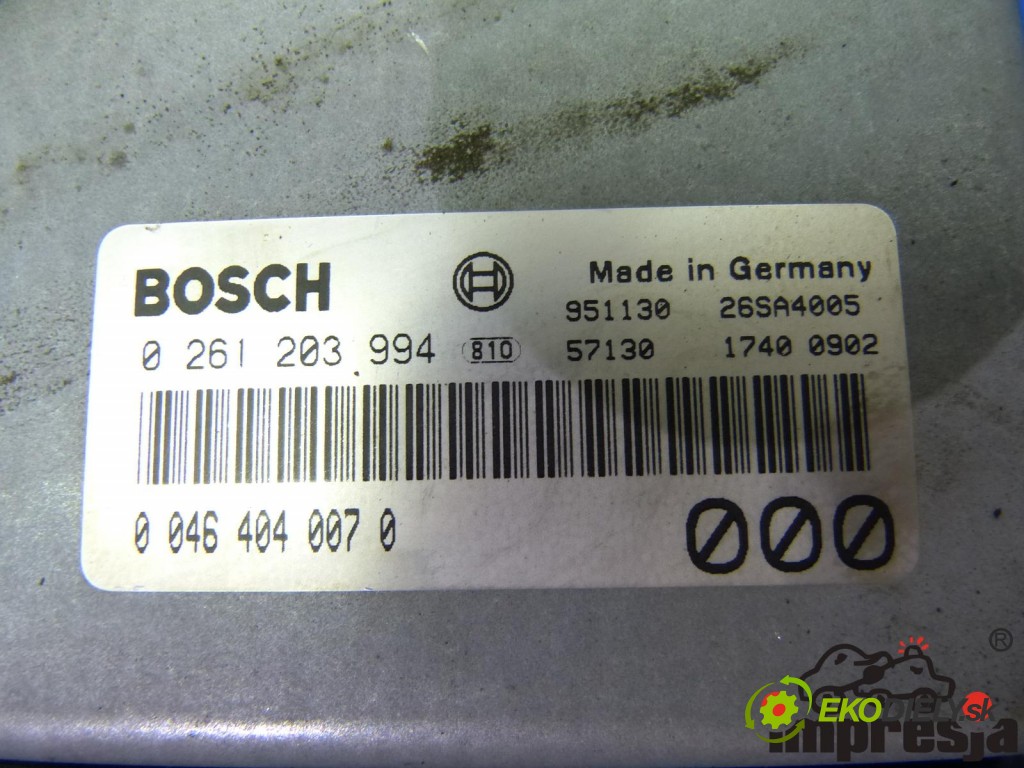 BOSCH
Made in Germany
951130 26SA4005
0 261 203 994 810 57130 1740 0902
0 046 404 007 0
000
®
EKODIELY.sk
impresja